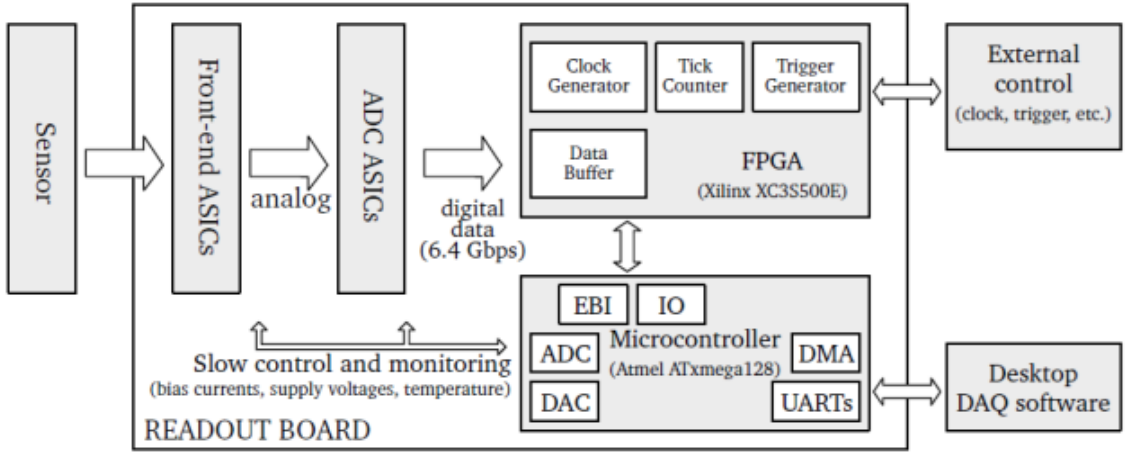 Sensor
Front-end ASICs
analog
ADC ASICs
digital
data
(6.4 Gbps)
Clock
Generator
Tick
Counter
Trigger
Generator
Data
Buffer
FPGA
(Xilinx XC3S500E)
External
control
(clock, trigger, etc.)
EBI
IO
Microcontroller
(Atmel ATxmega128)
ADC
DMA
DAC
UARTs
Slow control and monitoring
(bias currents, supply voltages, temperature)
READOUT BOARD
Desktop
DAQ software